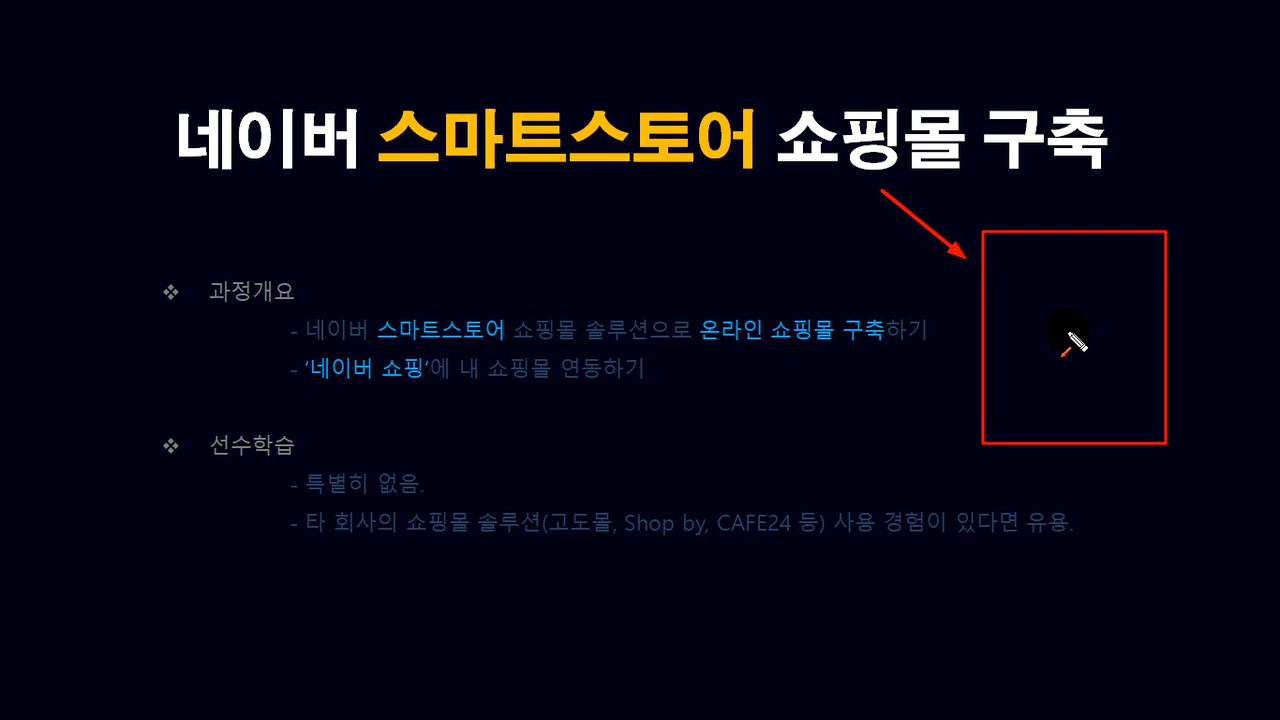 네이버 스마트스토어 쇼핑몰 구축
❖ 과정개요
- 네이버 스마트스토어 쇼핑몰 솔루션으로 온라인 쇼핑몰 구축하기
- '네이버 쇼핑'에 내 쇼핑몰 연동하기
❖ 선수학습
- 특별히 없음.
- 타 회사의 쇼핑몰 솔루션(고도몰, Shop by, CAFE24 등) 사용 경험이 있다면 유용.